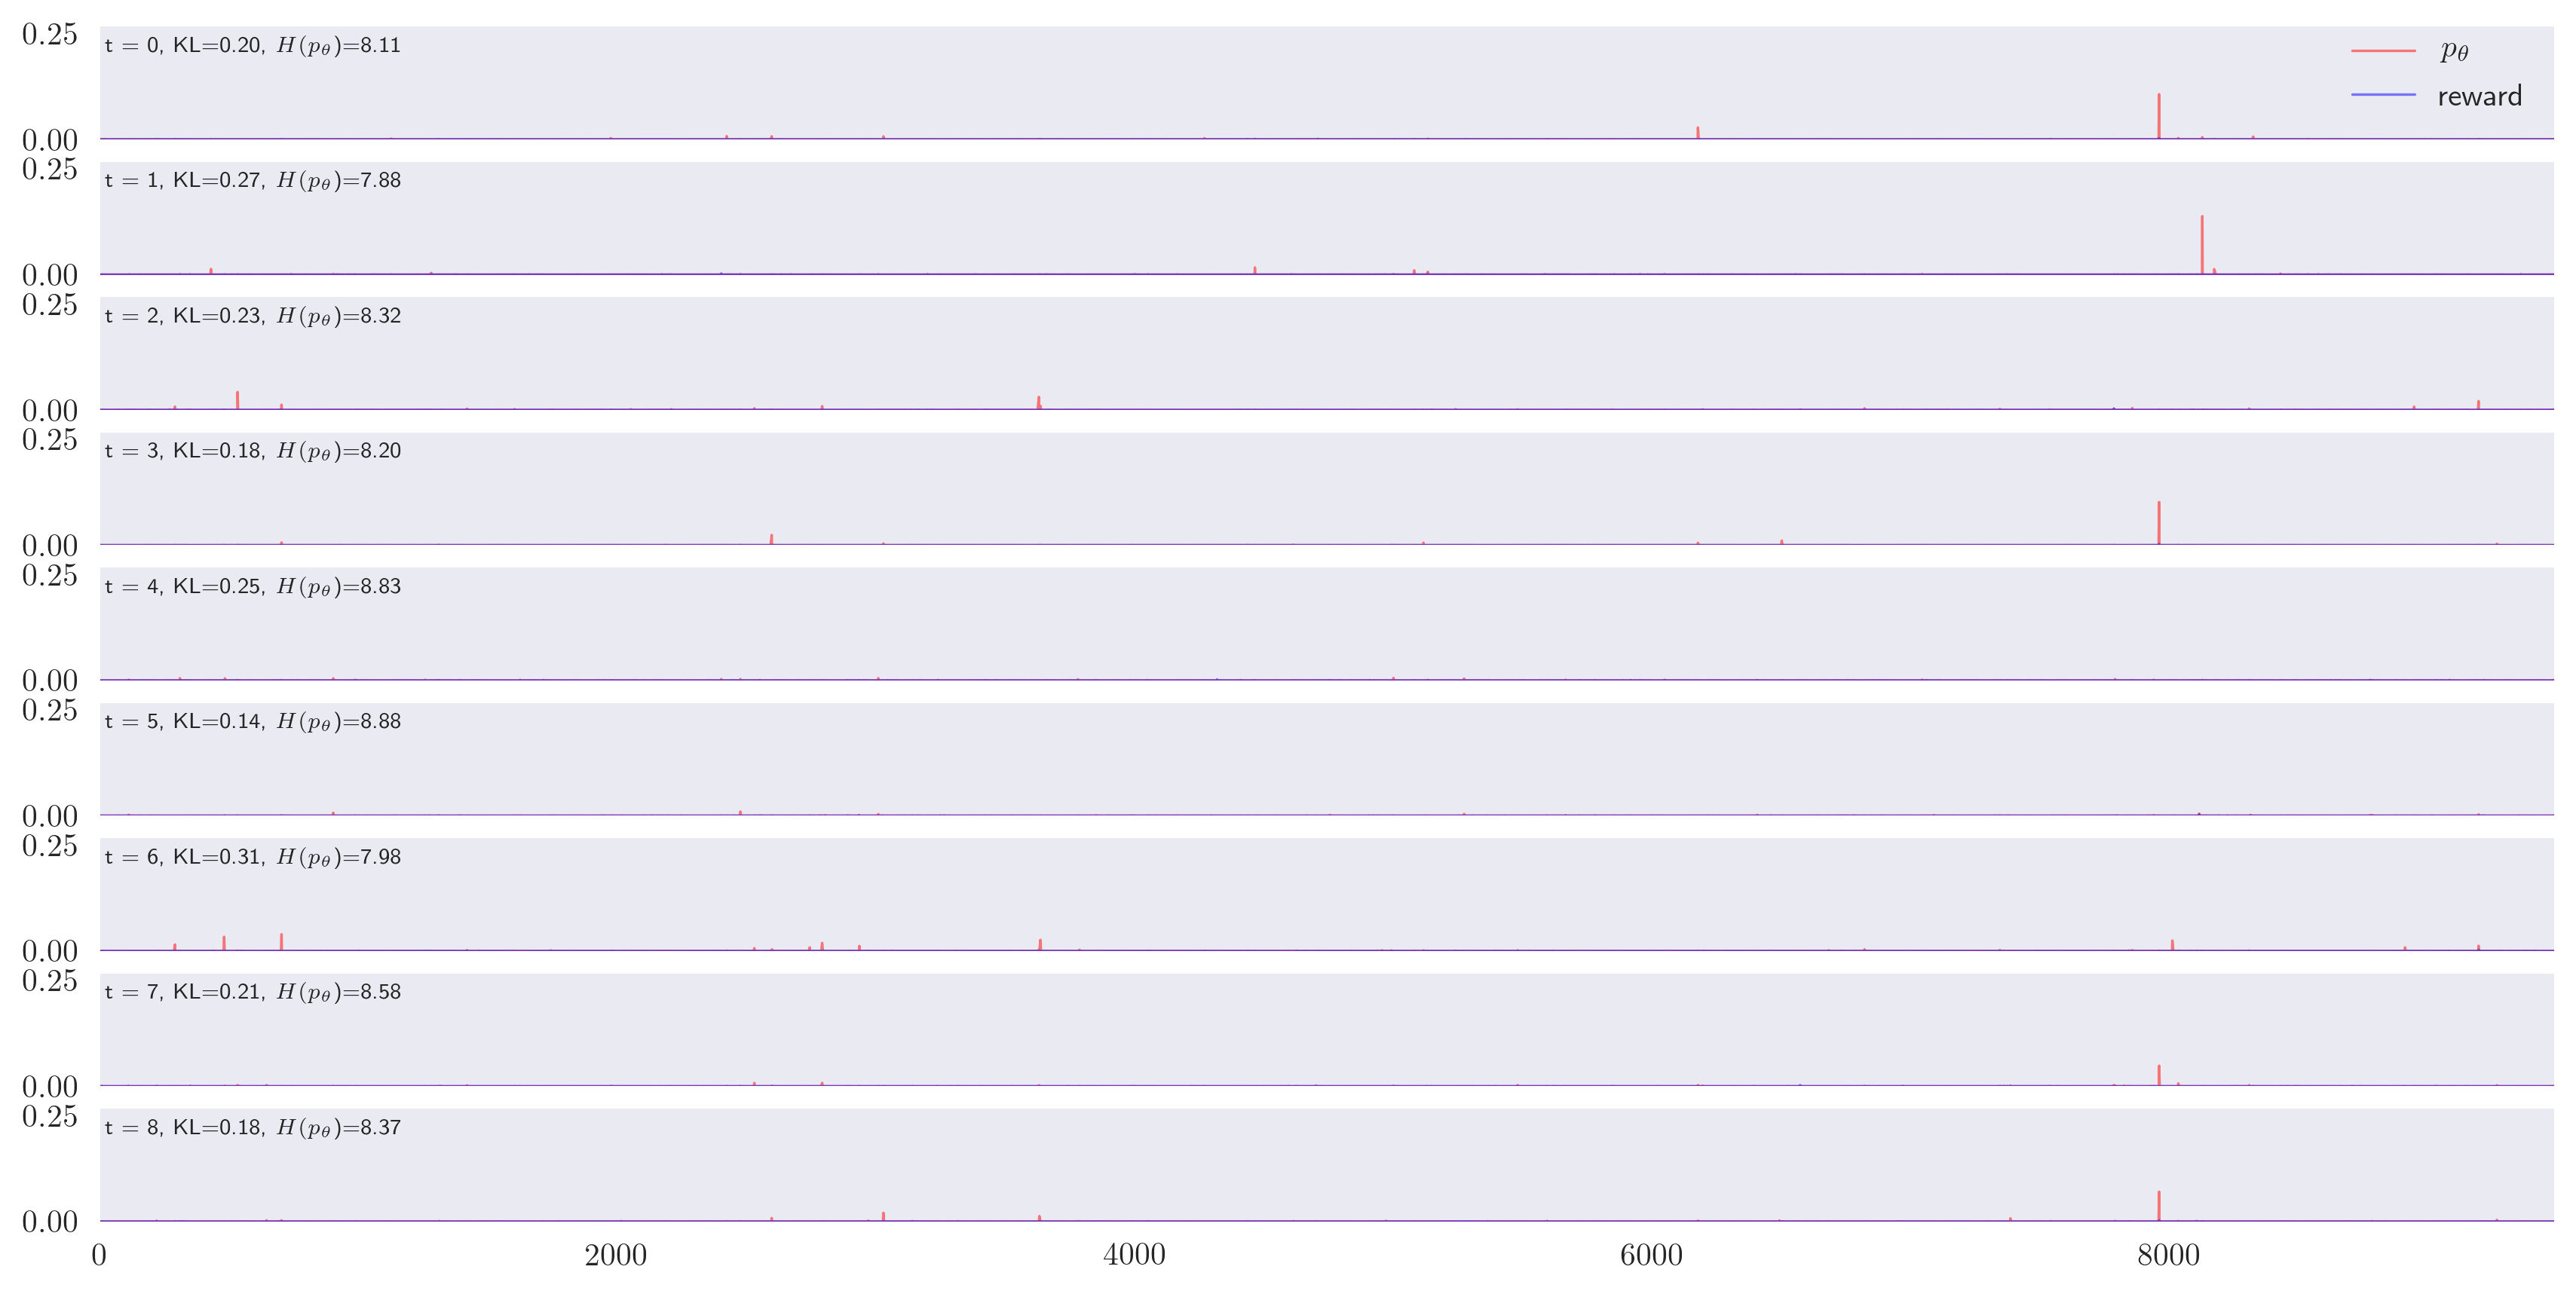 0.25
t = 0, KL=0.20, H(pθ)=8.11
pθ
reward
0.00
0.25
t = 1, KL=0.27, H(pθ)=7.88
0.00
0.25
t = 2, KL=0.23, H(pθ)=8.32
0.00
0.25
t = 3, KL=0.18, H(pθ)=8.20
0.00
0.25
t = 4, KL=0.25, H(pθ)=8.83
0.00
0.25
t = 5, KL=0.14, H(pθ)=8.88
0.00
0.25
t = 6, KL=0.31, H(pθ)=7.98
0.00
0.25
t = 7, KL=0.21, H(pθ)=8.58
0.00
0.25
t = 8, KL=0.18, H(pθ)=8.37
0.00
0 2000 4000 6000 8000